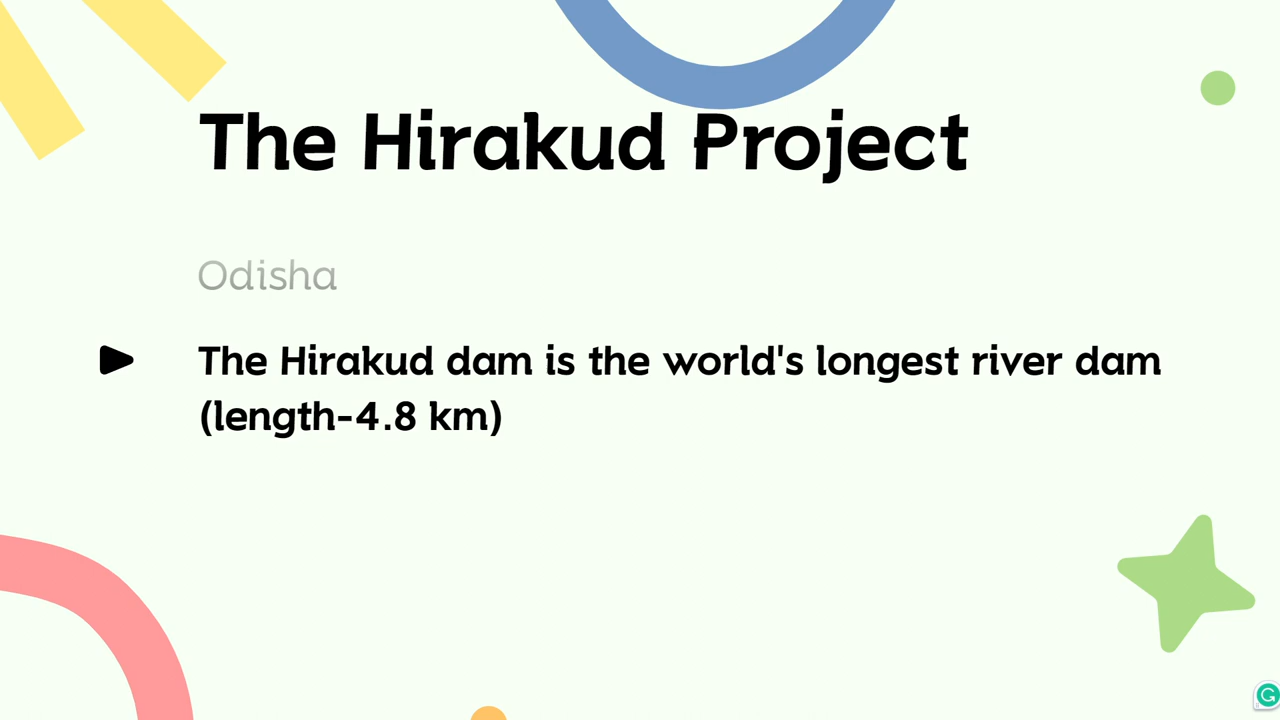 The Hirakud Project
Odisha
The Hirakud dam is the world's longest river dam
(length-4.8 km)